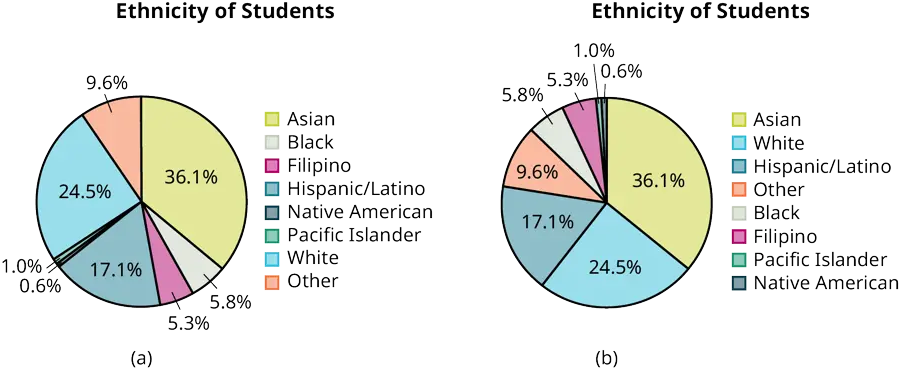 Ethnicity of Students
9.6%
36.1%
24.5%
1.0%
0.6%
17.1%
5.8%
5.3%
Asian
Black
Filipino
Hispanic/Latino
Native American
Pacific Islander
White
Other
(a)
Ethnicity of Students
1.0%
0.6%
5.3%
5.8%
9.6%
36.1%
17.1%
24.5%
Asian
White
Hispanic/Latino
Other
Black
Filipino
Pacific Islander
Native American
(b)